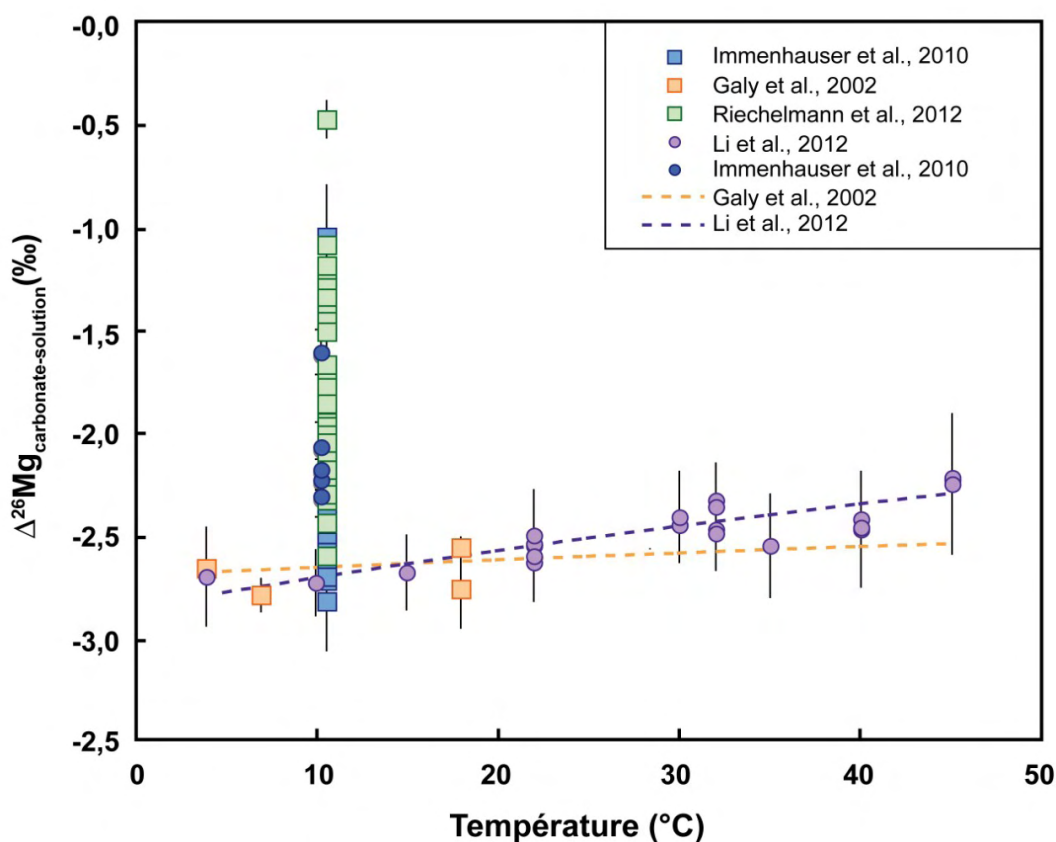 -0,0
-0,5
-1,0
-1,5
-2,0
-2,5
-3,0
-2,5
Δ²⁶Mg carbonate-solution (‰)
Immenhauser et al., 2010
Galy et al., 2002
Riechelmann et al., 2012
Li et al., 2012
Immenhauser et al., 2010
Galy et al., 2002
Li et al., 2012
0 10 20 30 40 50
Température (°C)